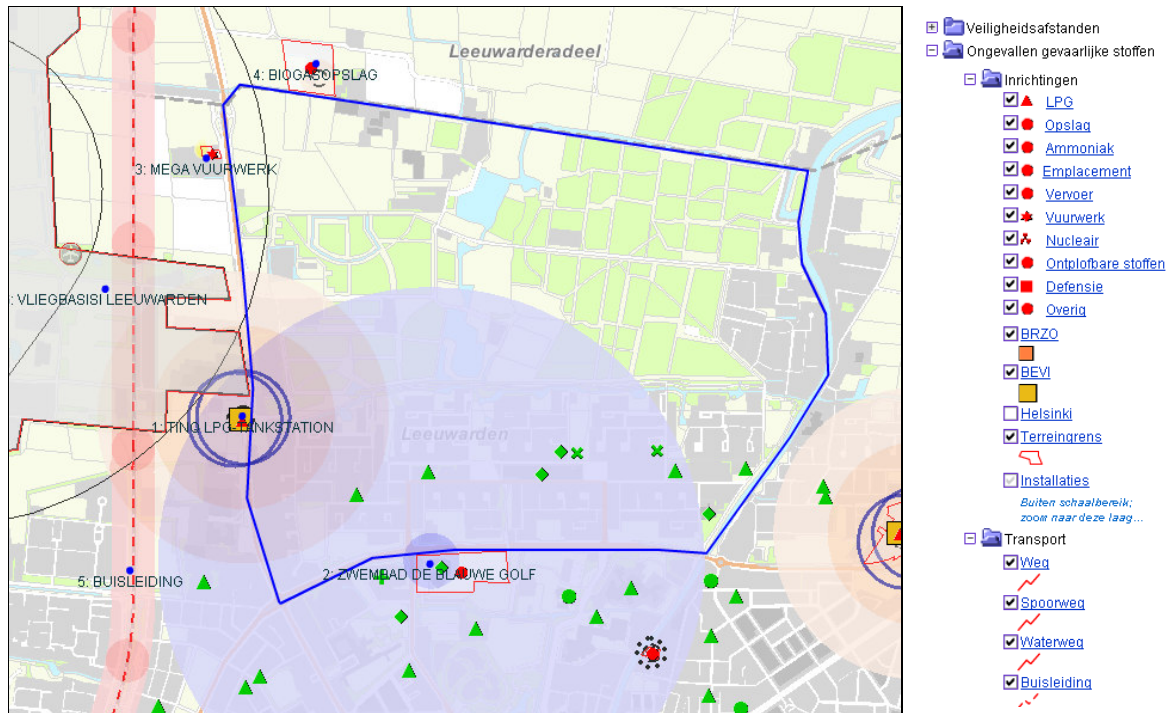 Leeuwarderadeel
4: BIOGASOPSLAG
3: MEGA VUURWERK
: VLIEGBASISI LEEUWARDEN
1: TING LPG-TANKSTATION
Leeuwarden
2: ZWEMBAD DE BLAUWE GOLF
5: BUISLEIDING
Veiligheidsafstanden
Ongevallen gevaarlijke stoffen
Inrichtingen
LPG
Opslag
Ammoniak
Emplacement
Vervoer
Vuurwerk
Nucleair
Ontplofbare stoffen
Defensie
Overig
BRZO
BEVI
Helsinki
Terreingrens
Installaties
Buiten schaalbereik;
zoom naar deze laag...
Transport
Weg
Spoorweg
Waterweg
Buisleiding